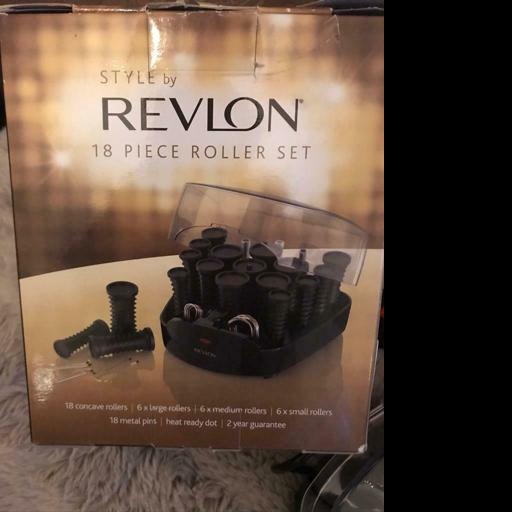 STYLE by
REVLON
18 PIECE ROLLER SET
REVLON
18 concave rollers | 6 x large rollers | 6 x medium rollers | 6 x small rollers
18 metal pins | heat ready dot | 2 year guarantee